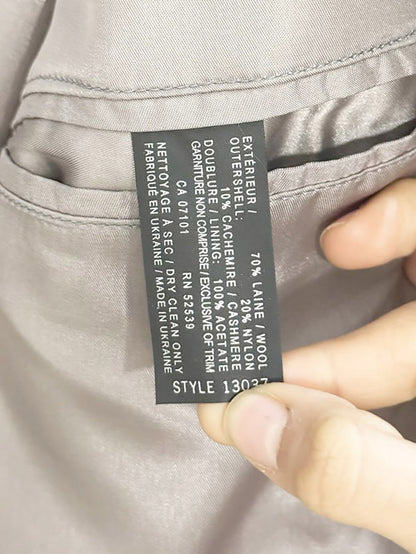 EXTÉRIEUR / 70% LAINE / WOOL
OUTERSHELL: 20% NYLON
10% CACHEMIRE / CASHMERE
DOUBLURE / LINING: 100% ACETATE
GARNITURE NON COMPRISE / EXCLUSIVE OF TRIM
CA 07101 RN 52539
NETTOYAGE À SEC / DRY CLEAN ONLY
FABRIQUÉ EN UKRAINE / MADE IN UKRAINE
STYLE 13037